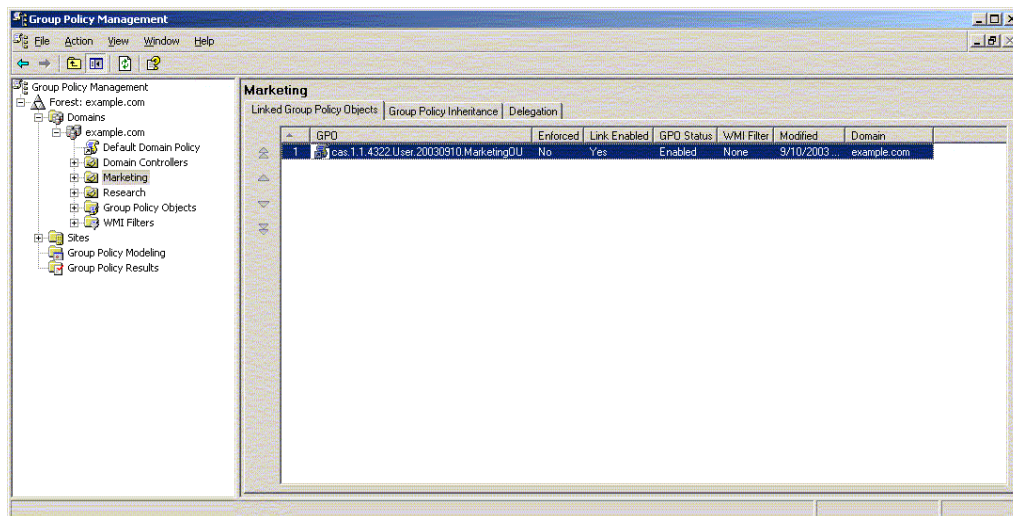 Group Policy Management
File Action View Window Help
Group Policy Management
Forest: example.com
Domains
example.com
Default Domain Policy
Domain Controllers
Marketing
Research
Group Policy Objects
WMI Filters
Sites
Group Policy Modeling
Group Policy Results
Marketing
Linked Group Policy Objects Group Policy Inheritance Delegation
GPO Enforced Link Enabled GPO Status WMI Filter Modified Domain
1 cas.1.1.4322.User.20030910.MarketingOU No Yes Enabled None 9/10/2003 ... example.com